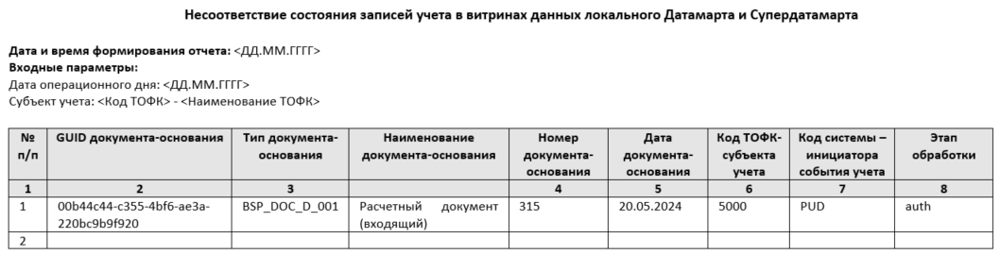 Несоответствие состояния записей учета в витринах данных локального Датамарта и Супердатамарта
Дата и время формирования отчета: <ДД.ММ.ГГГГ>
Входные параметры:
Дата операционного дня: <ДД.ММ.ГГГГ>
Субъект учета: <Код ТОФК> - <Наименование ТОФК>
№ п/п GUID документа-основания Тип документа-основания Наименование документа-основания Номер документа-основания Дата документа-основания Код ТОФК-субъекта учета Код системы – инициатора события учета Этап обработки
1 2 3 4 5 6 7 8
1 00b44c44-c355-4bf6-ae3a-220bc9b9f920 BSP_DOC_D_001 Расчетный документ (входящий) 315 20.05.2024 5000 PUD auth
2